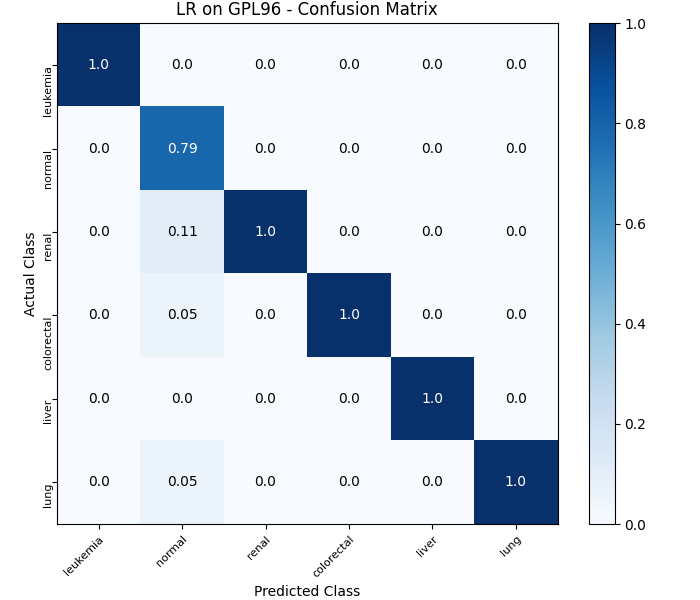 LR on GPL96 - Confusion Matrix
leukemia 1.0 0.0 0.0 0.0 0.0 0.0
normal 0.0 0.79 0.0 0.0 0.0 0.0
renal 0.0 0.11 1.0 0.0 0.0 0.0
colorectal 0.0 0.05 0.0 1.0 0.0 0.0
liver 0.0 0.0 0.0 0.0 1.0 0.0
lung 0.0 0.05 0.0 0.0 0.0 1.0
Actual Class
leukemia normal renal colorectal liver lung
Predicted Class
1.0
0.8
0.6
0.4
0.2
0.0